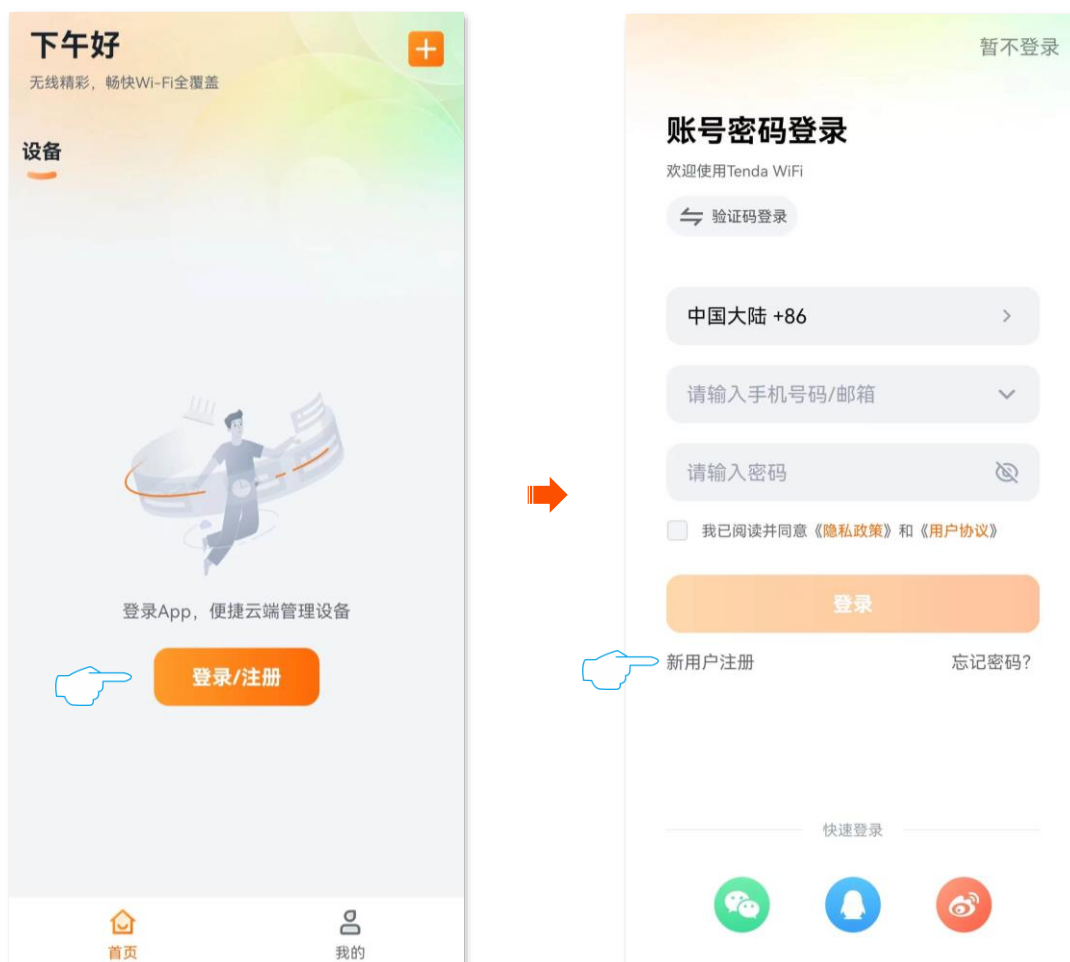 下午好
无线精彩，畅快Wi-Fi全覆盖
设备
登录App，便捷云端管理设备
登录/注册
首页
我的
暂不登录
账号密码登录
欢迎使用Tenda WiFi
验证码登录
中国大陆 +86
请输入手机号码/邮箱
请输入密码
我已阅读并同意《隐私政策》和《用户协议》
登录
新用户注册
忘记密码?
快速登录